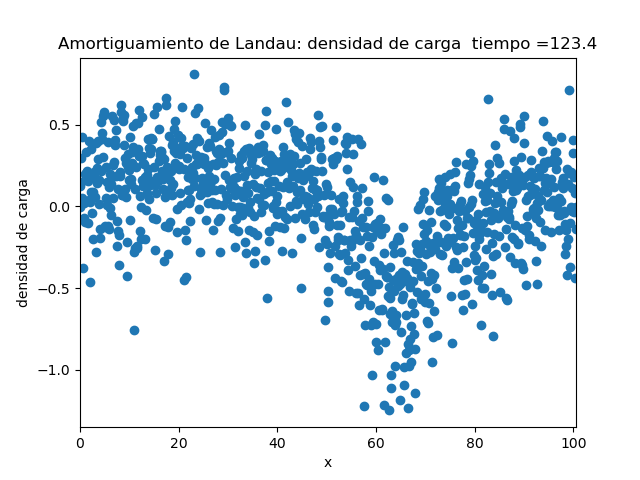 Amortiguamiento de Landau: densidad de carga  tiempo =123.4
densidad de carga
0.5
0.0
−0.5
−1.0
0 20 40 60 80 100
x